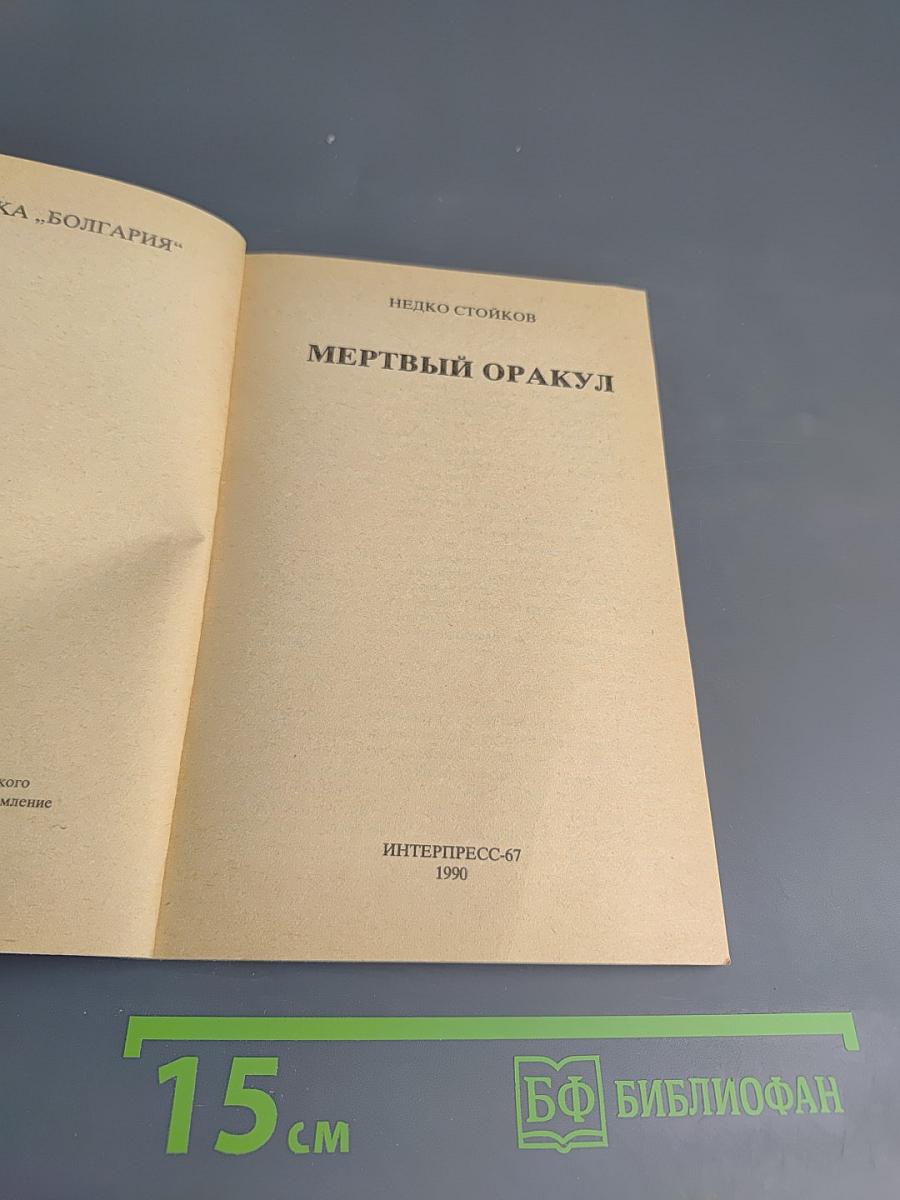 КА „БОЛГАРИЯ“
кого
мление
НЕДКО СТОЙКОВ
МЕРТВЫЙ ОРАКУЛ
ИНТЕРПРЕСС-67
1990
15 см
БФ БИБЛИОФАН